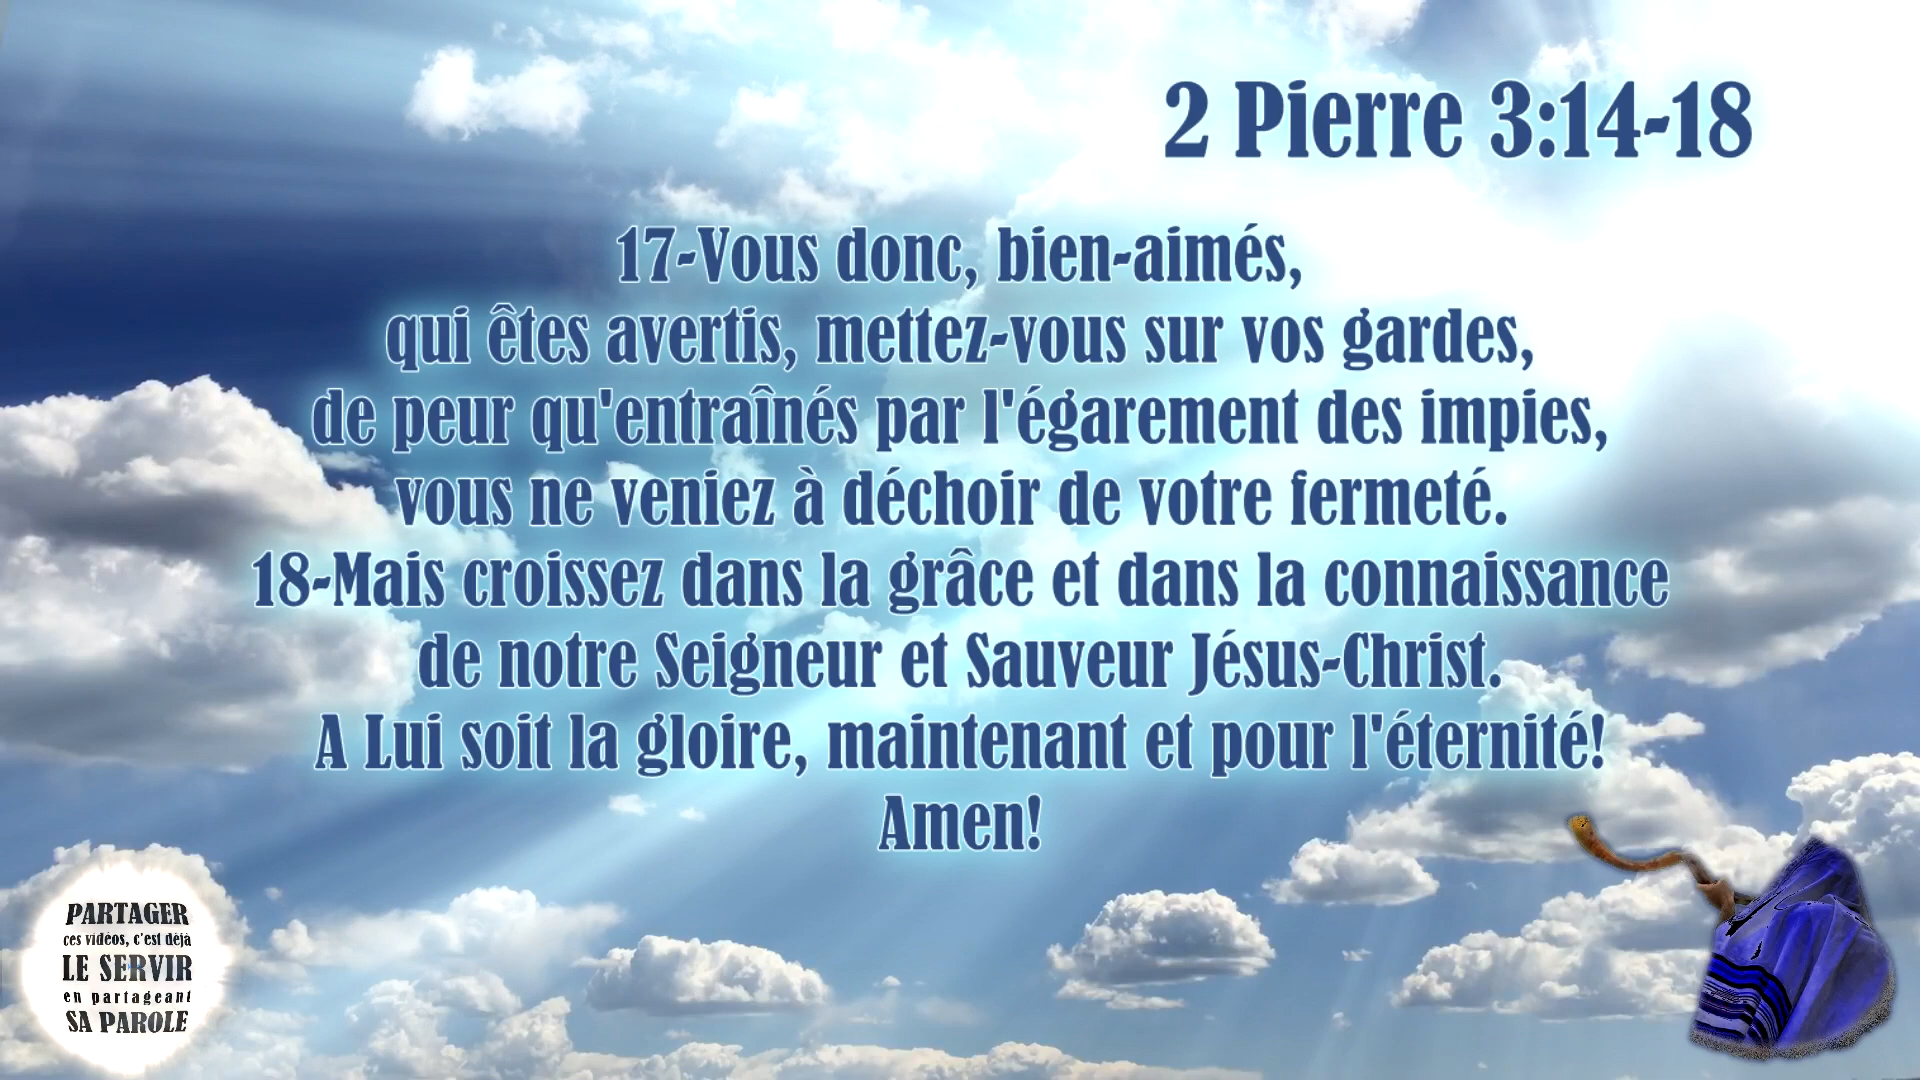 2 Pierre 3:14-18
17-Vous donc, bien-aimés,
qui êtes avertis, mettez-vous sur vos gardes,
de peur qu'entraînés par l'égarement des impies,
vous ne veniez à déchoir de votre fermeté.
18-Mais croissez dans la grâce et dans la connaissance
de notre Seigneur et Sauveur Jésus-Christ.
A Lui soit la gloire, maintenant et pour l'éternité!
Amen!
PARTAGER
ces vidéos, c'est déjà
LE SERVIR
en partageant
SA PAROLE